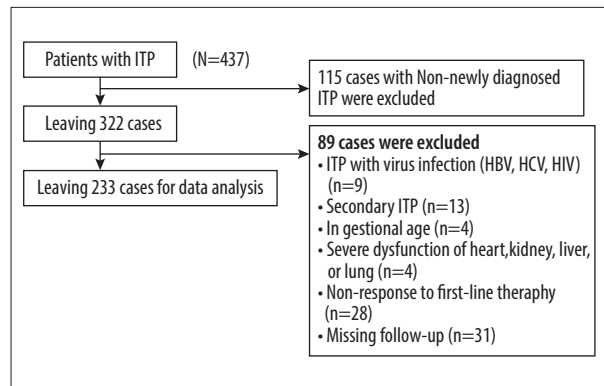 Patients with ITP (N=437)
115 cases with Non-newly diagnosed
ITP were excluded
Leaving 322 cases
89 cases were excluded
• ITP with virus infection (HBV, HCV, HIV)
(n=9)
• Secondary ITP (n=13)
• In gestional age (n=4)
• Severe dysfunction of heart,kidney, liver,
or lung (n=4)
• Non-response to first-line theraphy
(n=28)
• Missing follow-up (n=31)
Leaving 233 cases for data analysis